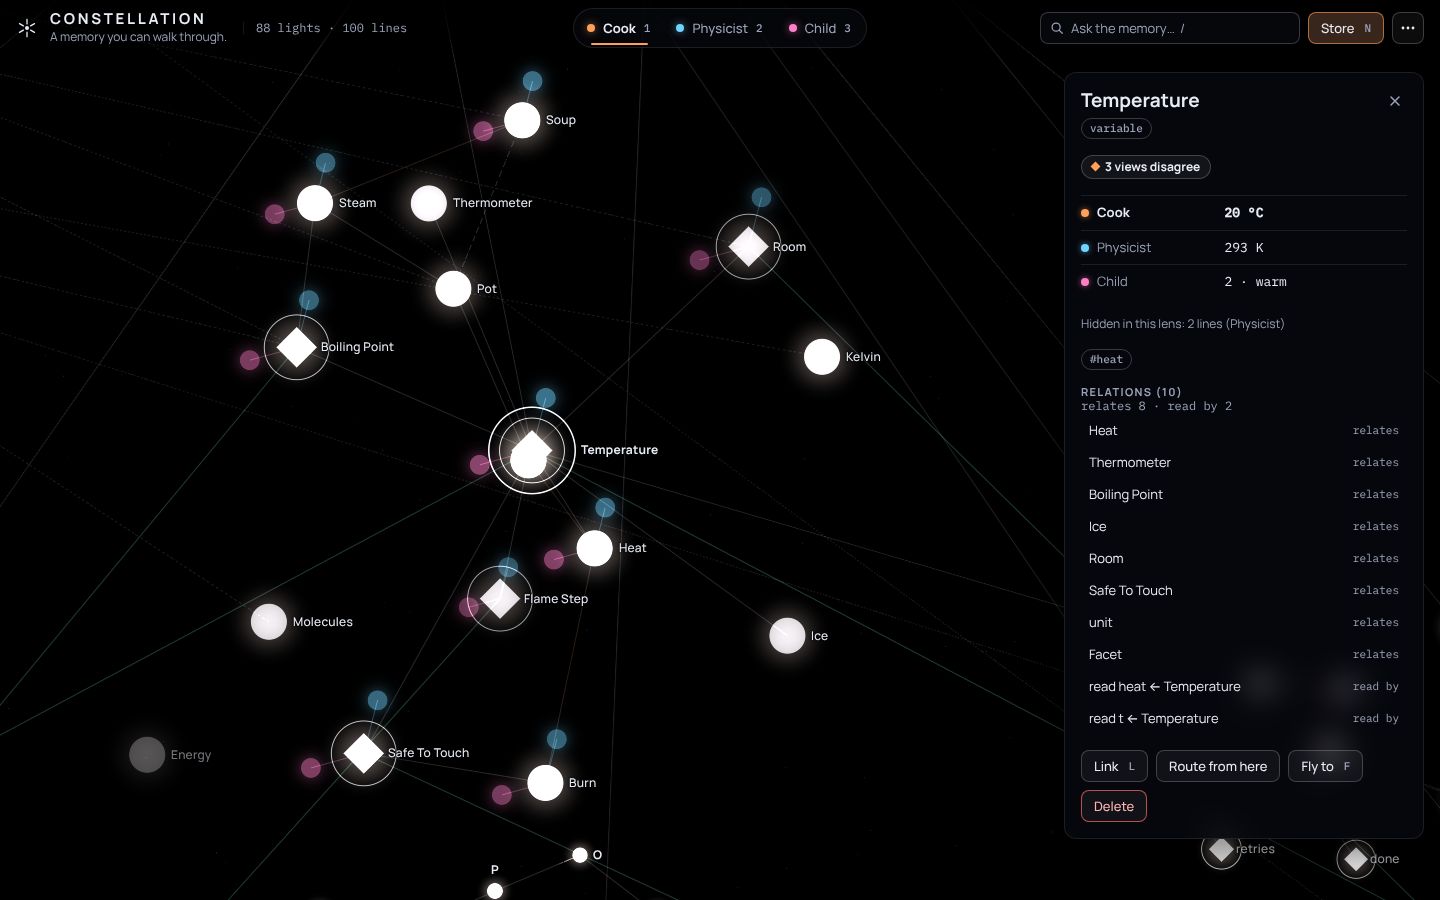 CONSTELLATION
A memory you can walk through.
88 lights · 100 lines
Cook 1
Physicist 2
Child 3
Ask the memory… /
Store N
Soup
Steam
Thermometer
Room
Pot
Boiling Point
Kelvin
Temperature
Heat
Flame Step
Molecules
Ice
Energy
Safe To Touch
Burn
O
P
retries
done
Temperature
variable
3 views disagree
Cook 20 °C
Physicist 293 K
Child 2 · warm
Hidden in this lens: 2 lines (Physicist)
#heat
RELATIONS (10)
relates 8 · read by 2
Heat relates
Thermometer relates
Boiling Point relates
Ice relates
Room relates
Safe To Touch relates
unit relates
Facet relates
read heat ← Temperature read by
read t ← Temperature read by
Link L
Route from here
Fly to F
Delete